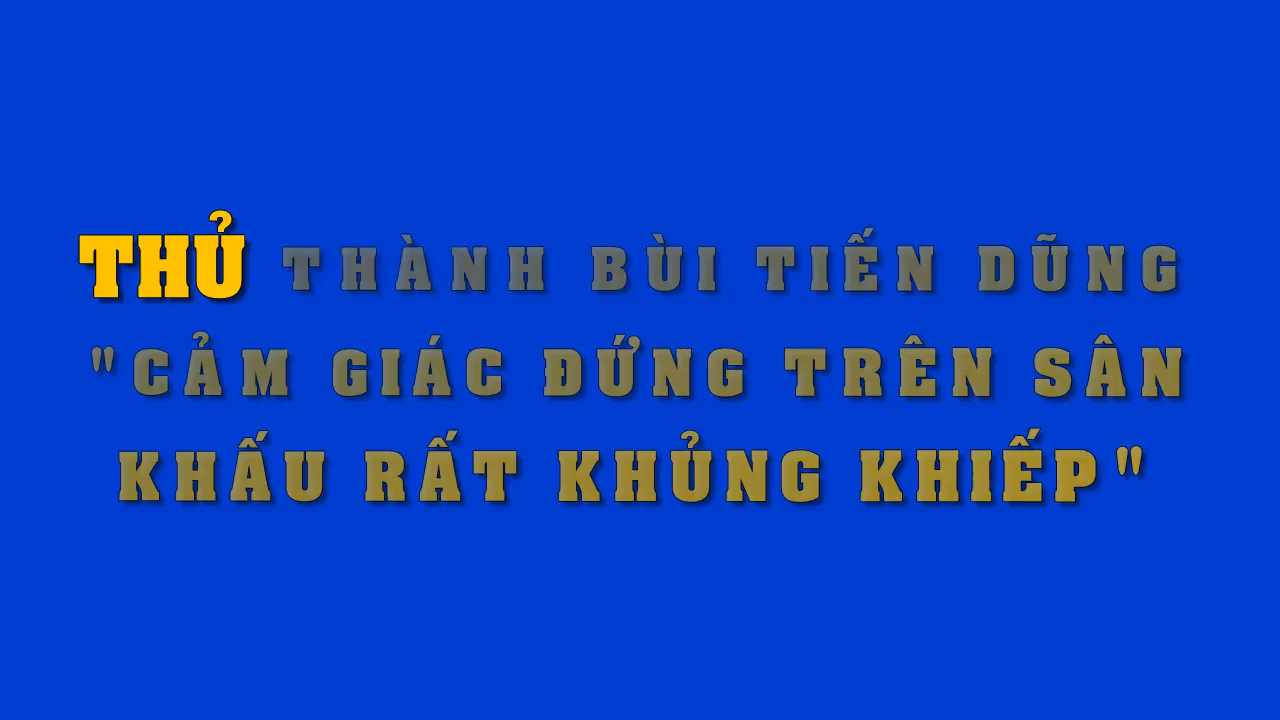 THỦ THÀNH BÙI TIẾN DŨNG
"CẢM GIÁC ĐỨNG TRÊN SÂN
KHẤU RẤT KHỦNG KHIẾP"